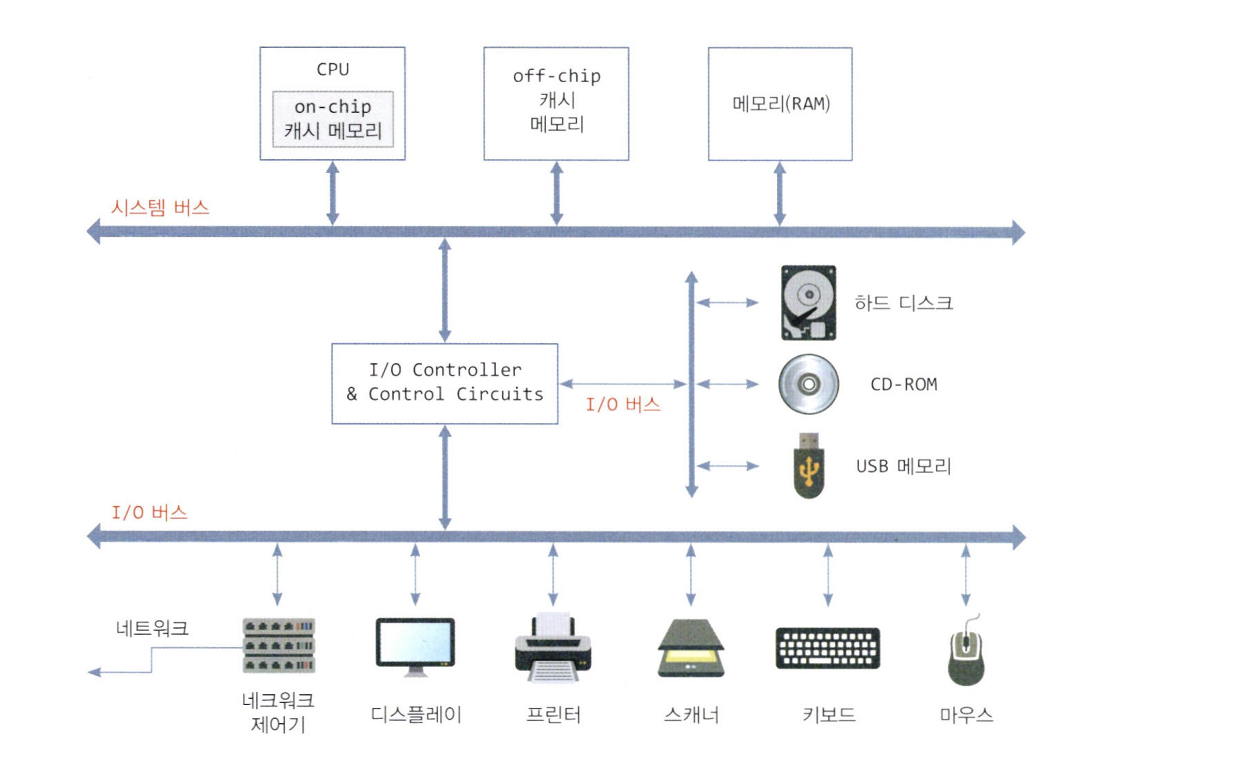 CPU
on-chip
캐시 메모리
off-chip
캐시
메모리
메모리(RAM)
시스템 버스
하드 디스크
I/O Controller
& Control Circuits
I/O 버스
CD-ROM
USB 메모리
I/O 버스
네트워크
네크워크
제어기
디스플레이
프린터
스캐너
키보드
마우스